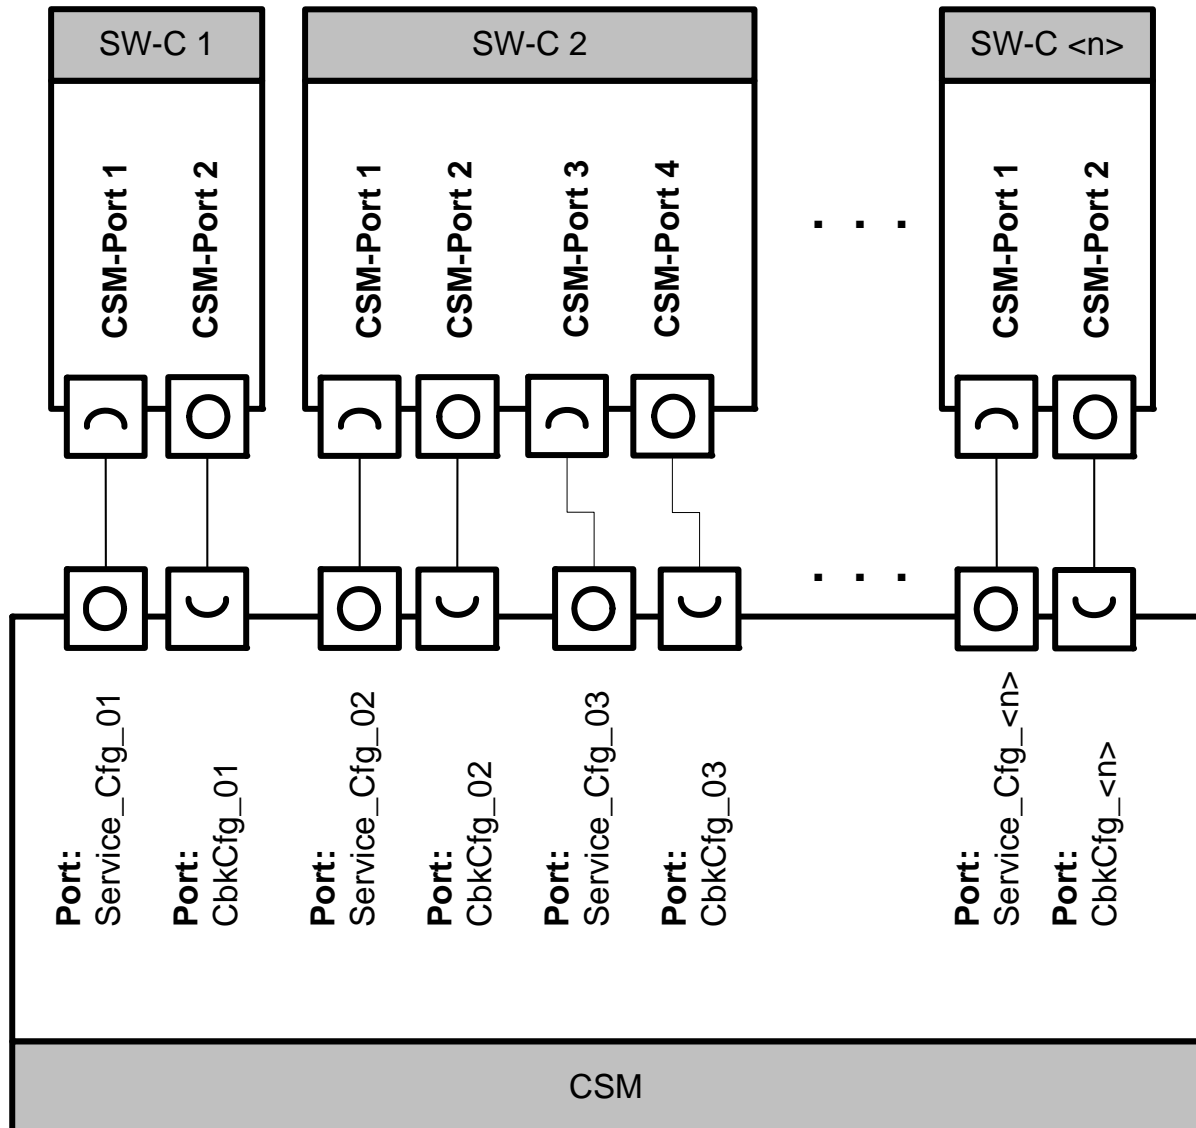 SW-C 1
SW-C 2
SW-C <n>
CSM-Port 1
CSM-Port 2
CSM-Port 1
CSM-Port 2
CSM-Port 3
CSM-Port 4
. . .
CSM-Port 1
CSM-Port 2
. . .
Port:
Service_Cfg_01
Port:
CbkCfg_01
Port:
Service_Cfg_02
Port:
CbkCfg_02
Port:
Service_Cfg_03
Port:
CbkCfg_03
Port:
Service_Cfg_<n>
Port:
CbkCfg_<n>
CSM